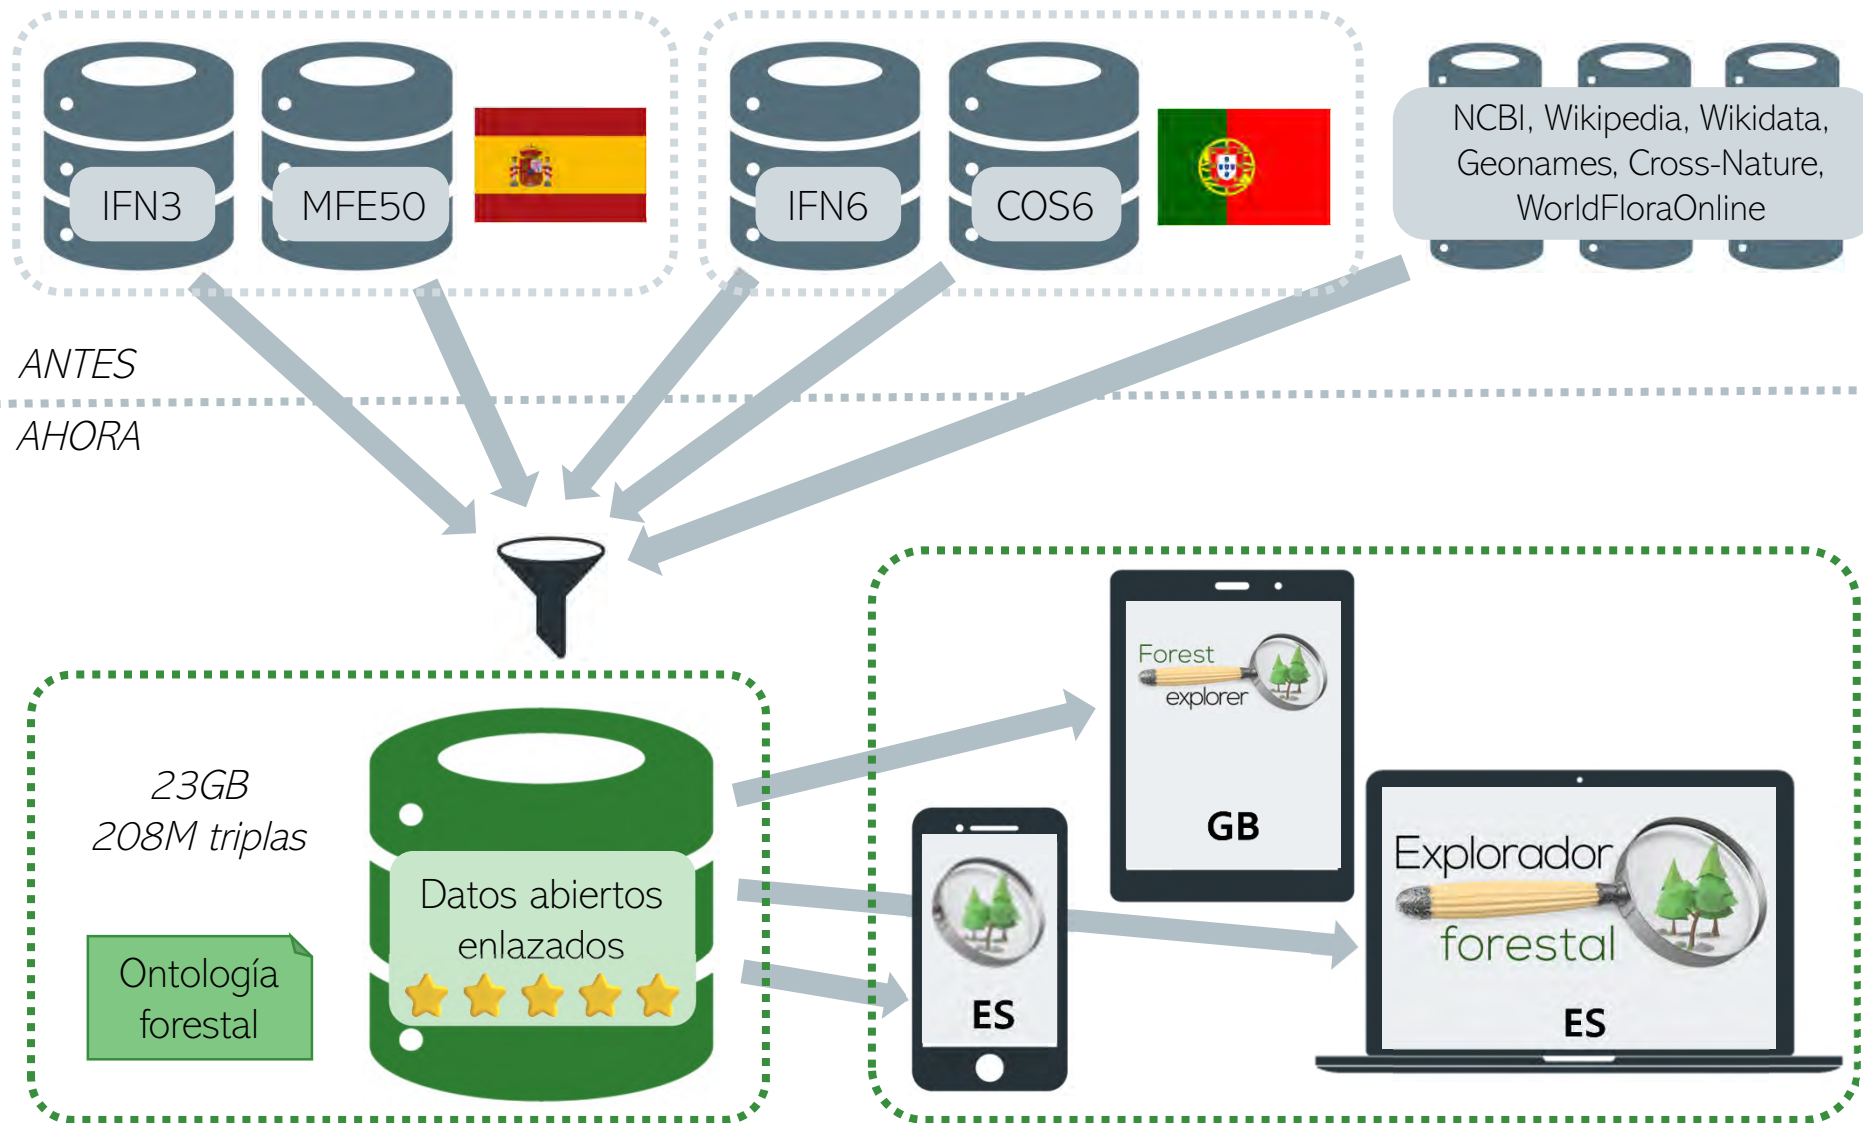 IFN3
MFE50
IFN6
COS6
NCBI, Wikipedia, Wikidata,
Geonames, Cross-Nature,
WorldFloraOnline
ANTES
AHORA
23GB
208M triplas
Ontología
forestal
Datos abiertos
enlazados
Forest
explorer
GB
ES
Explorador
forestal
ES